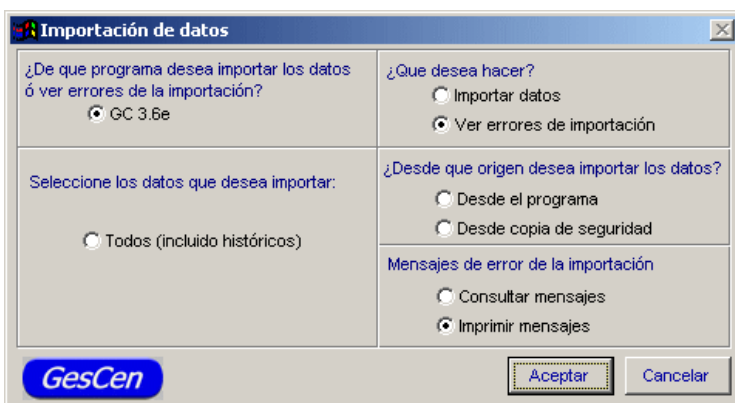 Importación de datos
¿De que programa desea importar los datos
ó ver errores de la importación?
GC 3.6e
¿Que desea hacer?
Importar datos
Ver errores de importación
Seleccione los datos que desea importar:
Todos (incluido históricos)
¿Desde que origen desea importar los datos?
Desde el programa
Desde copia de seguridad
Mensajes de error de la importación
Consultar mensajes
Imprimir mensajes
GesCen
Aceptar
Cancelar